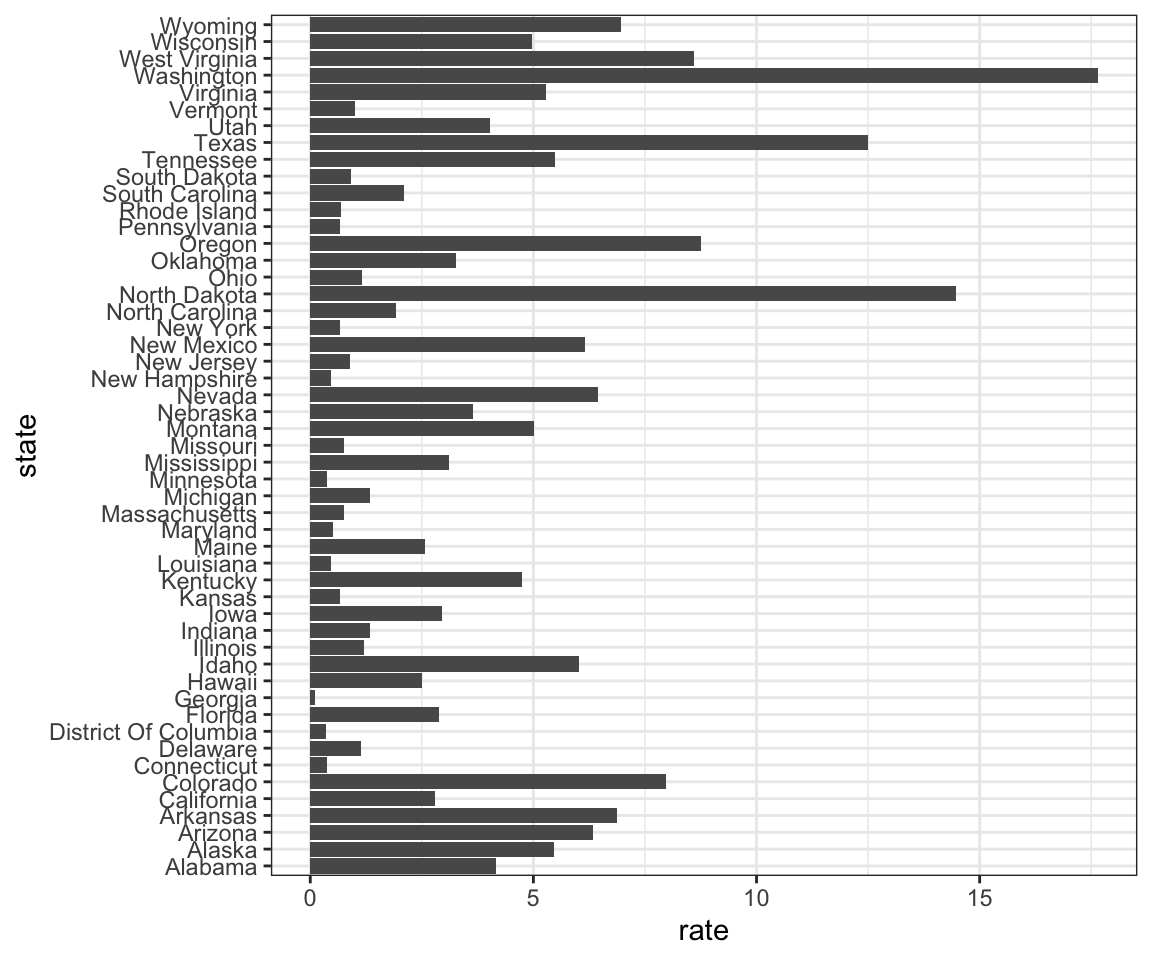 Wyoming
Wisconsin
West Virginia
Washington
Virginia
Vermont
Utah
Texas
Tennessee
South Dakota
South Carolina
Rhode Island
Pennsylvania
Oregon
Oklahoma
Ohio
North Dakota
North Carolina
New York
New Mexico
New Jersey
New Hampshire
Nevada
Nebraska
Montana
Missouri
Mississippi
Minnesota
Michigan
Massachusetts
Maryland
Maine
Louisiana
Kentucky
Kansas
Iowa
Indiana
Illinois
Idaho
Hawaii
Georgia
Florida
District Of Columbia
Delaware
Connecticut
Colorado
California
Arkansas
Arizona
Alaska
Alabama
state
0 5 10 15
rate